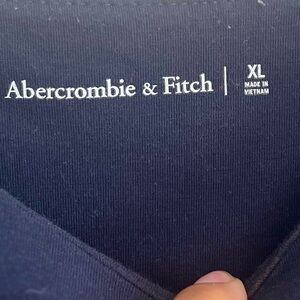 Abercrombie & Fitch | XL
MADE IN
VIETNAM